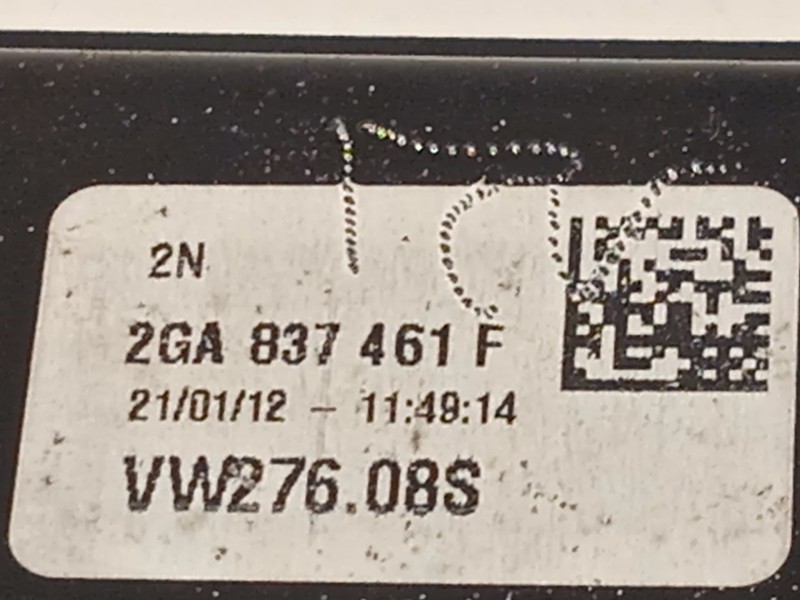 2N
2GA 837 461 F
21/01/12 - 11:49:14
VW276.08S